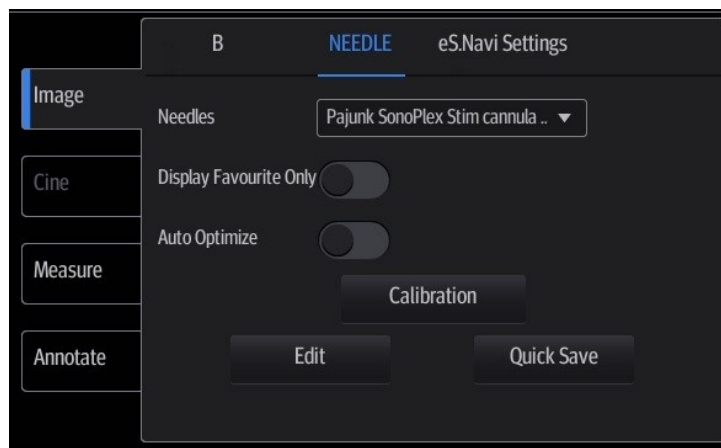 B NEEDLE eS.Navi Settings
Image
Needles Pajunk SonoPlex Stim cannula ..
Cine
Display Favourite Only
Auto Optimize
Measure
Calibration
Annotate
Edit Quick Save